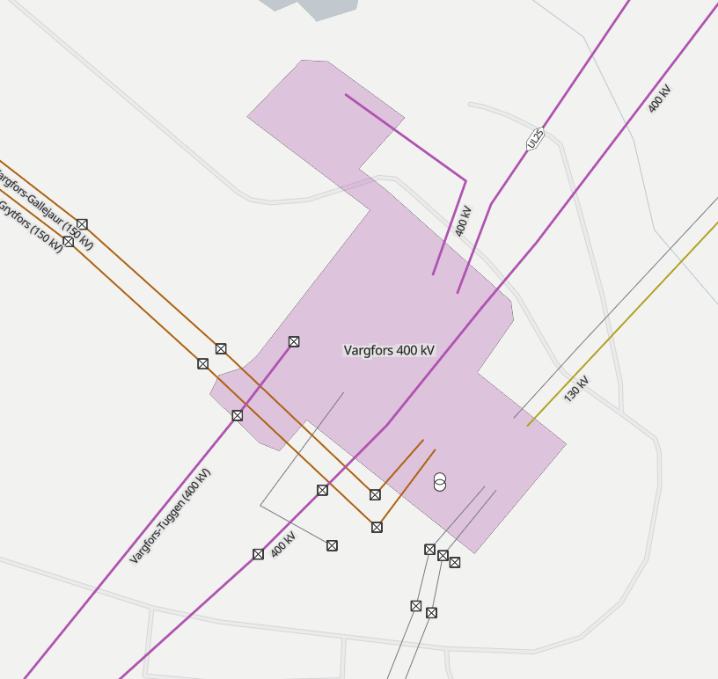 400 kV
UL25
argfors-Gallejaur (150 kV)
Grytfors (150 kV)
400 kV
Vargfors 400 kV
130 kV
Vargfors-Tuggen (400 kV)
400 kV